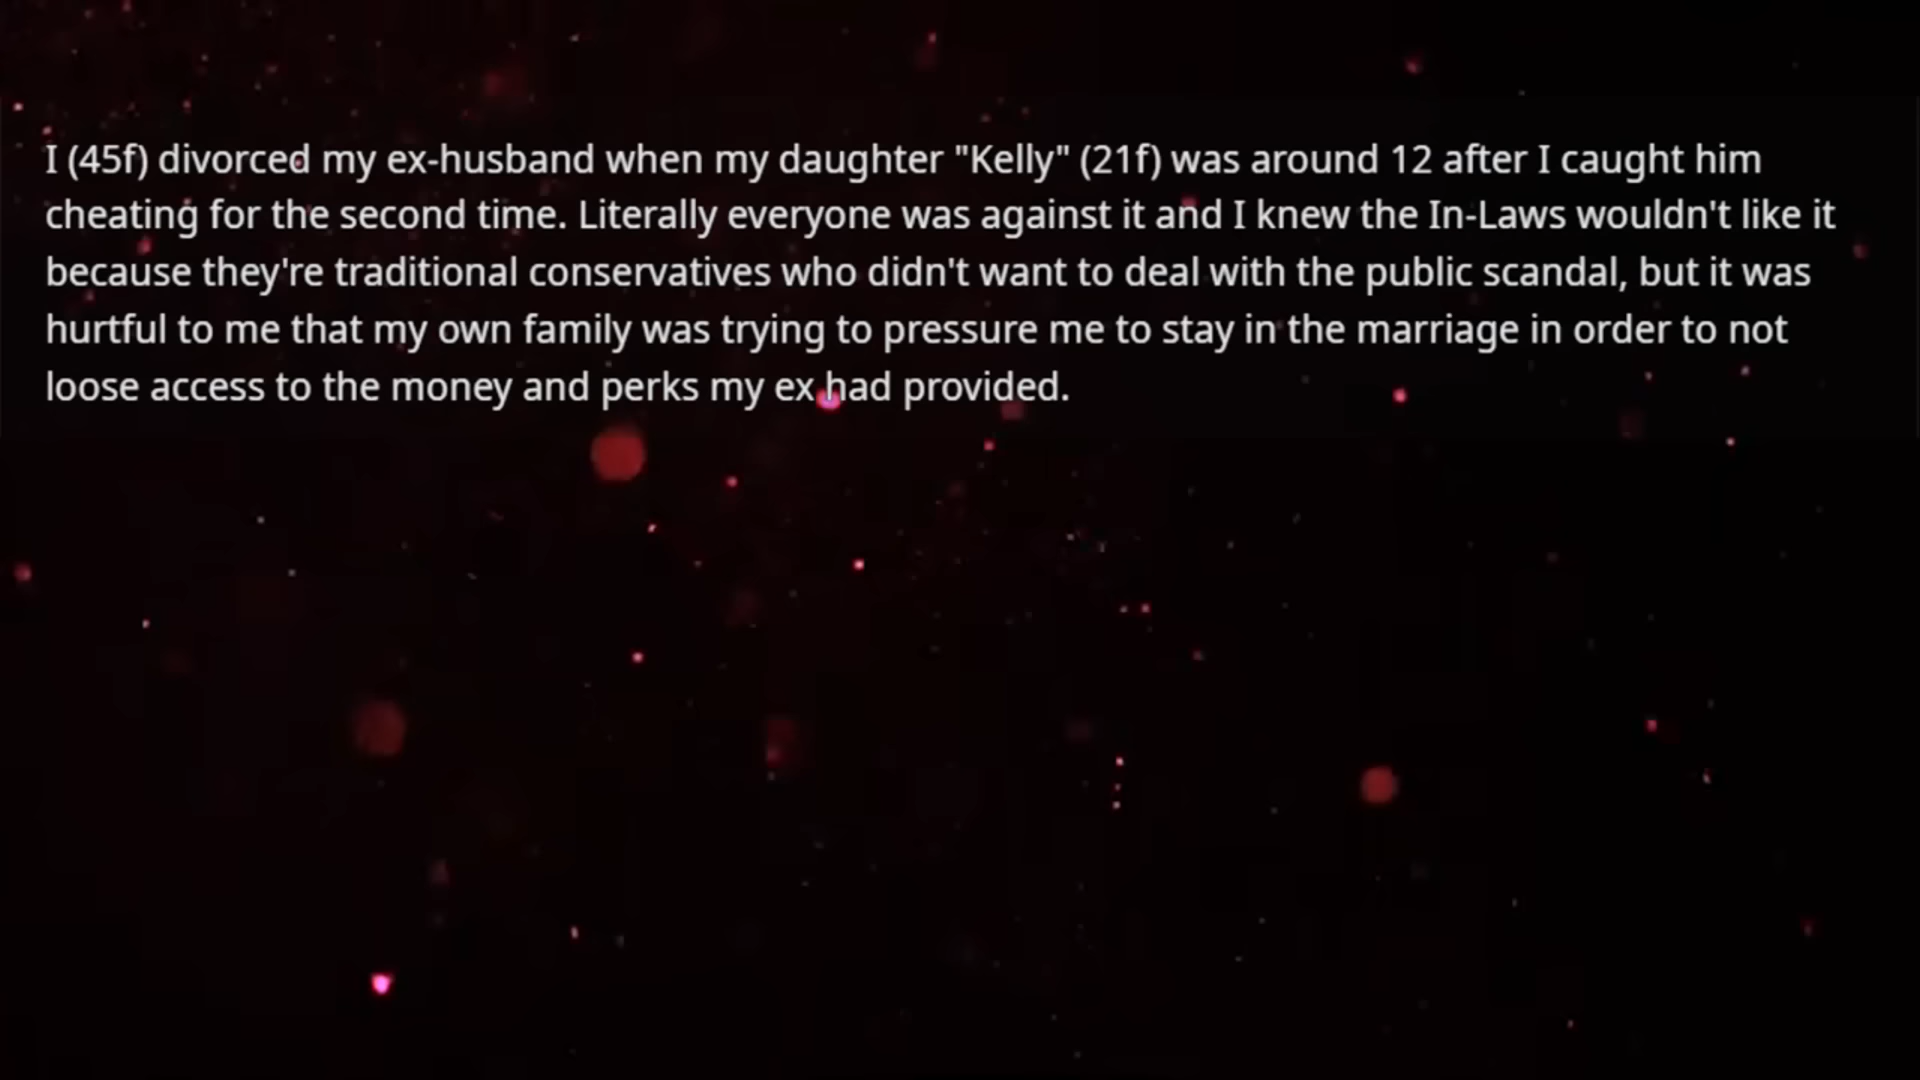 I (45f) divorced my ex-husband when my daughter "Kelly" (21f) was around 12 after I caught him
cheating for the second time. Literally everyone was against it and I knew the In-Laws wouldn't like it
because they're traditional conservatives who didn't want to deal with the public scandal, but it was
hurtful to me that my own family was trying to pressure me to stay in the marriage in order to not
loose access to the money and perks my ex had provided.